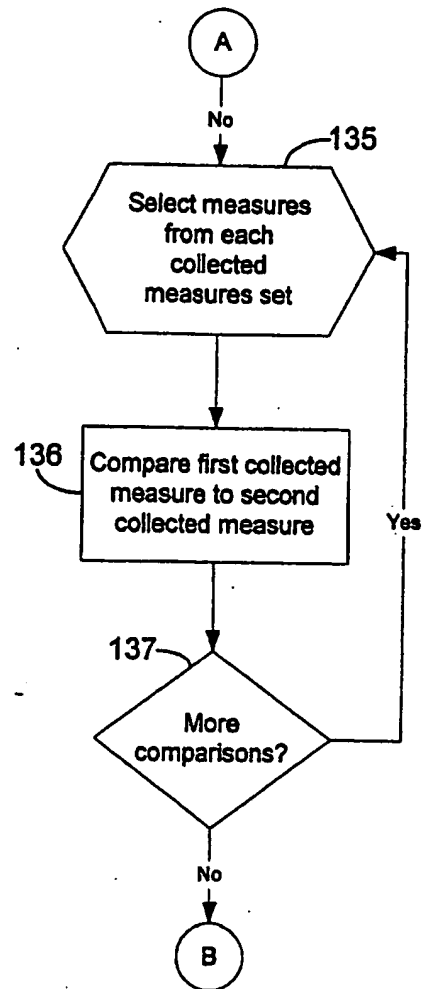 A
No
135
Select measures
from each
collected
measures set
136
Compare first collected
measure to second
collected measure
Yes
137
More
comparisons?
No
B